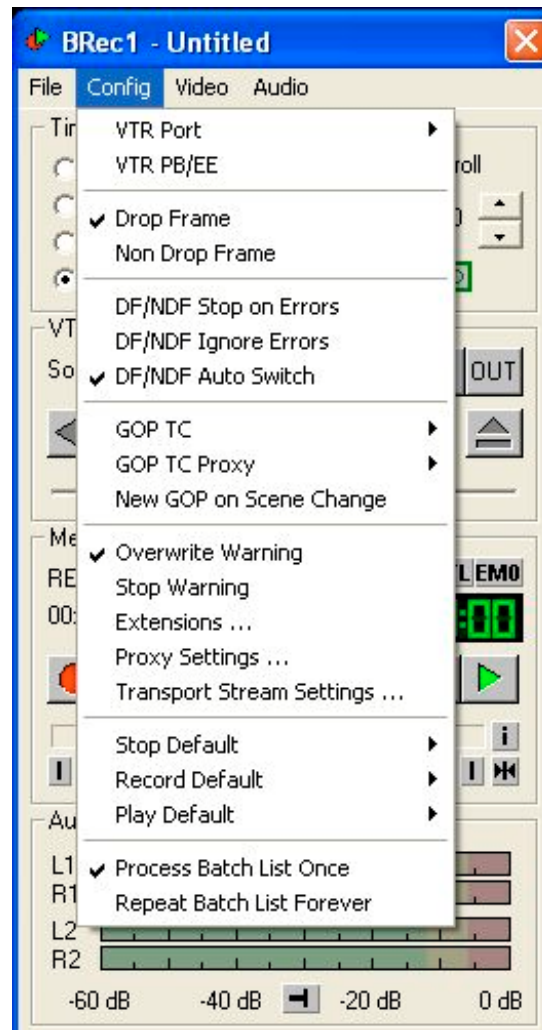 BRec1 - Untitled
File Config Video Audio
VTR Port
VTR PB/EE
Drop Frame
Non Drop Frame
DF/NDF Stop on Errors
DF/NDF Ignore Errors
DF/NDF Auto Switch
OUT
GOP TC
GOP TC Proxy
New GOP on Scene Change
Overwrite Warning
Stop Warning
Extensions ...
Proxy Settings ...
Transport Stream Settings ...
Stop Default
Record Default
Play Default
Process Batch List Once
Repeat Batch List Forever
EM0
RE
00:
L1
R1
L2
R2
-60 dB -40 dB -20 dB 0 dB